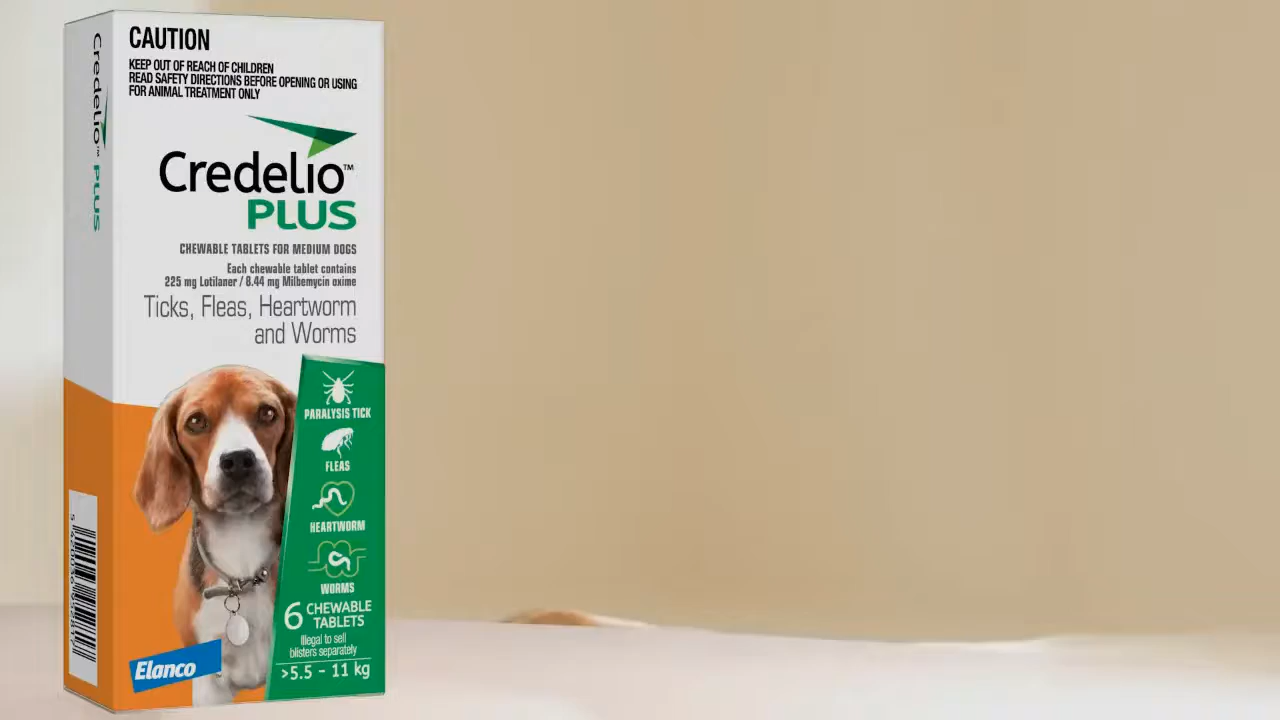 CAUTION
KEEP OUT OF REACH OF CHILDREN
READ SAFETY DIRECTIONS BEFORE OPENING OR USING
FOR ANIMAL TREATMENT ONLY
Credelio™
PLUS
CHEWABLE TABLETS FOR MEDIUM DOGS
Each chewable tablet contains
225 mg Lotilaner / 8.44 mg Milbemycin oxime
Ticks, Fleas, Heartworm
and Worms
PARALYSIS TICK
FLEAS
HEARTWORM
WORMS
6 CHEWABLE
TABLETS
Illegal to sell
blisters separately
>5.5 - 11 kg
Elanco™
Credelio™ PLUS